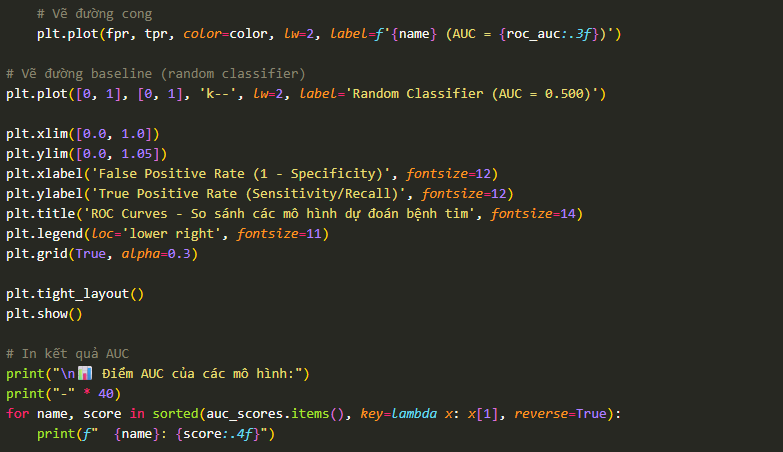 # Vẽ đường cong
    plt.plot(fpr, tpr, color=color, lw=2, label=f'{name} (AUC = {roc_auc:.3f})')
# Vẽ đường baseline (random classifier)
plt.plot([0, 1], [0, 1], 'k--', lw=2, label='Random Classifier (AUC = 0.500)')
plt.xlim([0.0, 1.0])
plt.ylim([0.0, 1.05])
plt.xlabel('False Positive Rate (1 - Specificity)', fontsize=12)
plt.ylabel('True Positive Rate (Sensitivity/Recall)', fontsize=12)
plt.title('ROC Curves - So sánh các mô hình dự đoán bệnh tim', fontsize=14)
plt.legend(loc='lower right', fontsize=11)
plt.grid(True, alpha=0.3)
plt.tight_layout()
plt.show()
# In kết quả AUC
print("\n📊 Điểm AUC của các mô hình:")
print("-" * 40)
for name, score in sorted(auc_scores.items(), key=lambda x: x[1], reverse=True):
    print(f"  {name}: {score:.4f}")